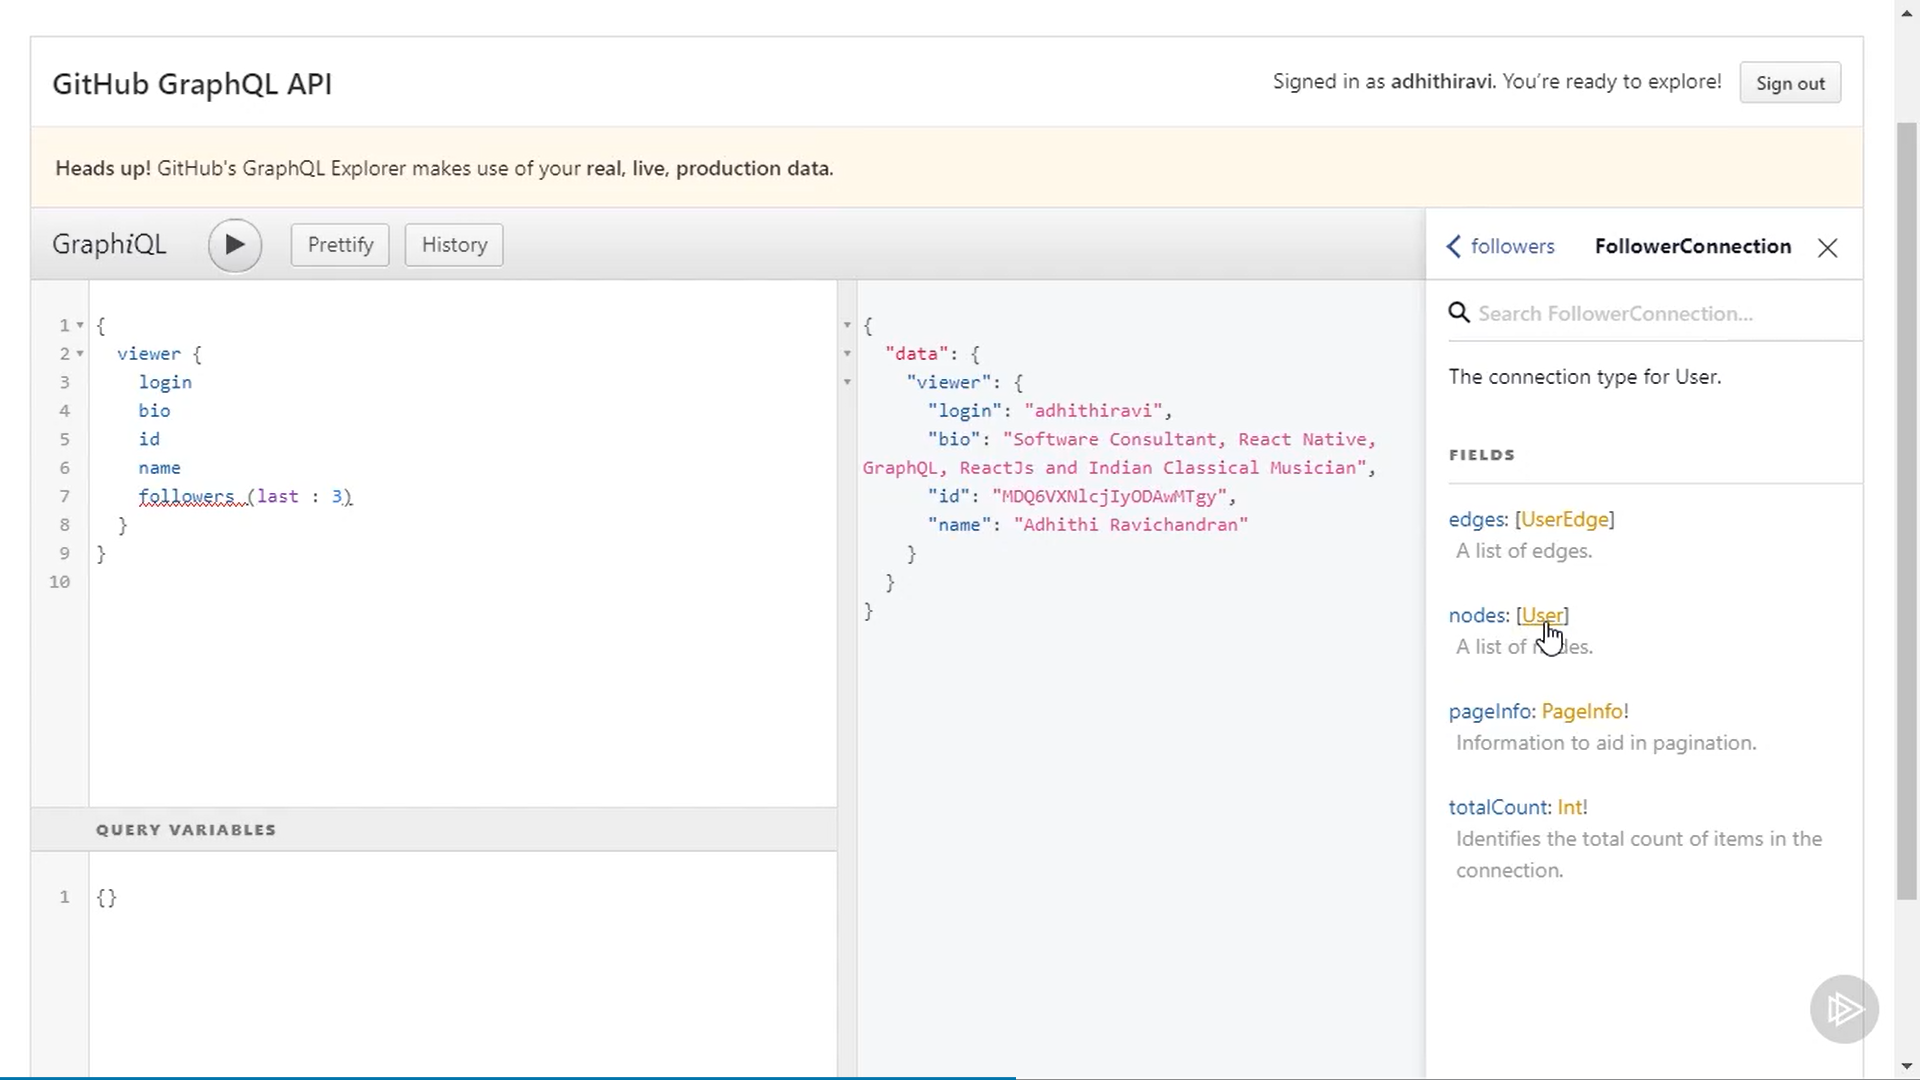 GitHub GraphQL API
Signed in as adhithiravi. You’re ready to explore!
Sign out
Heads up! GitHub's GraphQL Explorer makes use of your real, live, production data.
GraphiQL
Prettify
History
1 {
2 viewer {
3 login
4 bio
5 id
6 name
7 followers (last : 3)
8 }
9 }
10
QUERY VARIABLES
1 {}
{
"data": {
"viewer": {
"login": "adhithiravi",
"bio": "Software Consultant, React Native,
GraphQL, ReactJs and Indian Classical Musician",
"id": "MDQ6VXNlcjIyODAwMTgy",
"name": "Adhithi Ravichandran"
}
}
}
followers
FollowerConnection
Search FollowerConnection...
The connection type for User.
FIELDS
edges: [UserEdge]
A list of edges.
nodes: [User]
A list of
pageInfo: PageInfo!
Information to aid in pagination.
totalCount: Int!
Identifies the total count of items in the
connection.